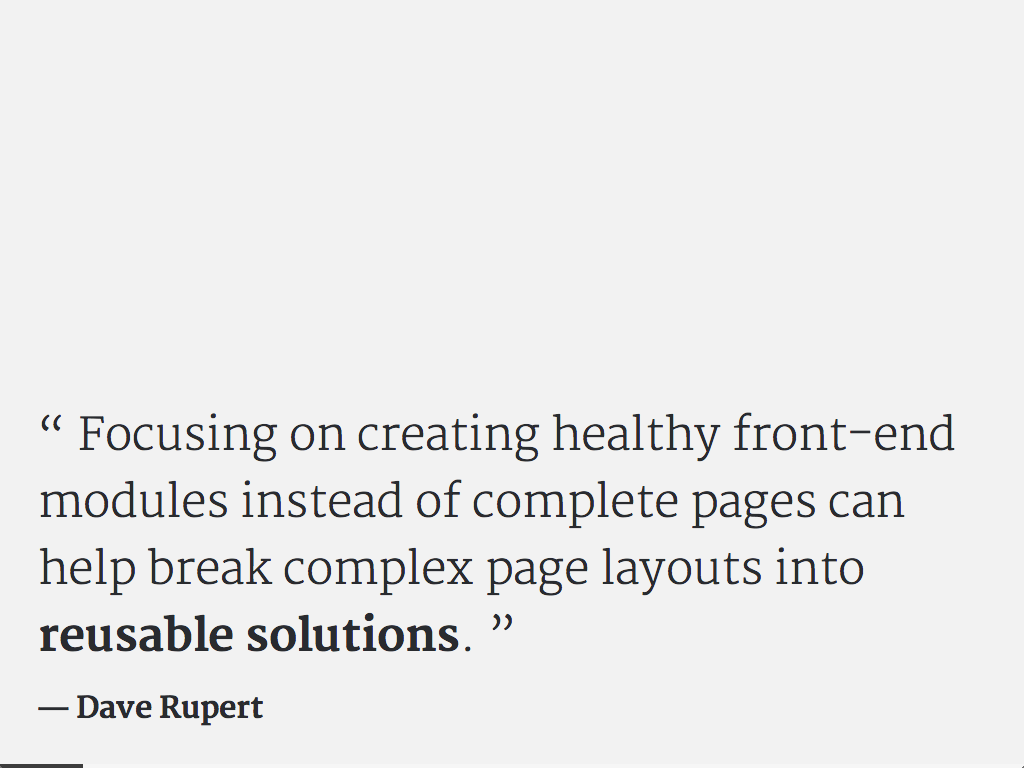 “ Focusing on creating healthy front-end
modules instead of complete pages can
help break complex page layouts into
reusable solutions. ”
— Dave Rupert